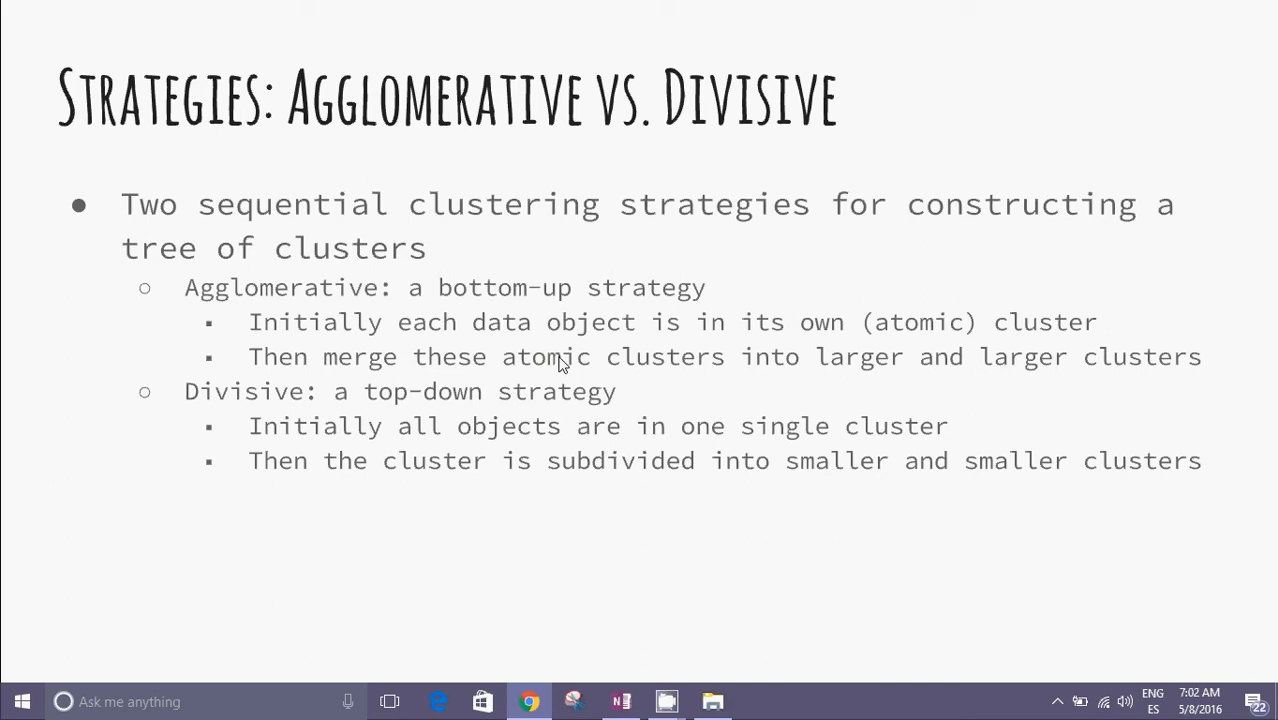 Strategies: Agglomerative vs. Divisive
● Two sequential clustering strategies for constructing a
tree of clusters
○ Agglomerative: a bottom-up strategy
▪ Initially each data object is in its own (atomic) cluster
▪ Then merge these atomic clusters into larger and larger clusters
○ Divisive: a top-down strategy
▪ Initially all objects are in one single cluster
▪ Then the cluster is subdivided into smaller and smaller clusters
Ask me anything
ENG
ES
7:02 AM
5/8/2016
22